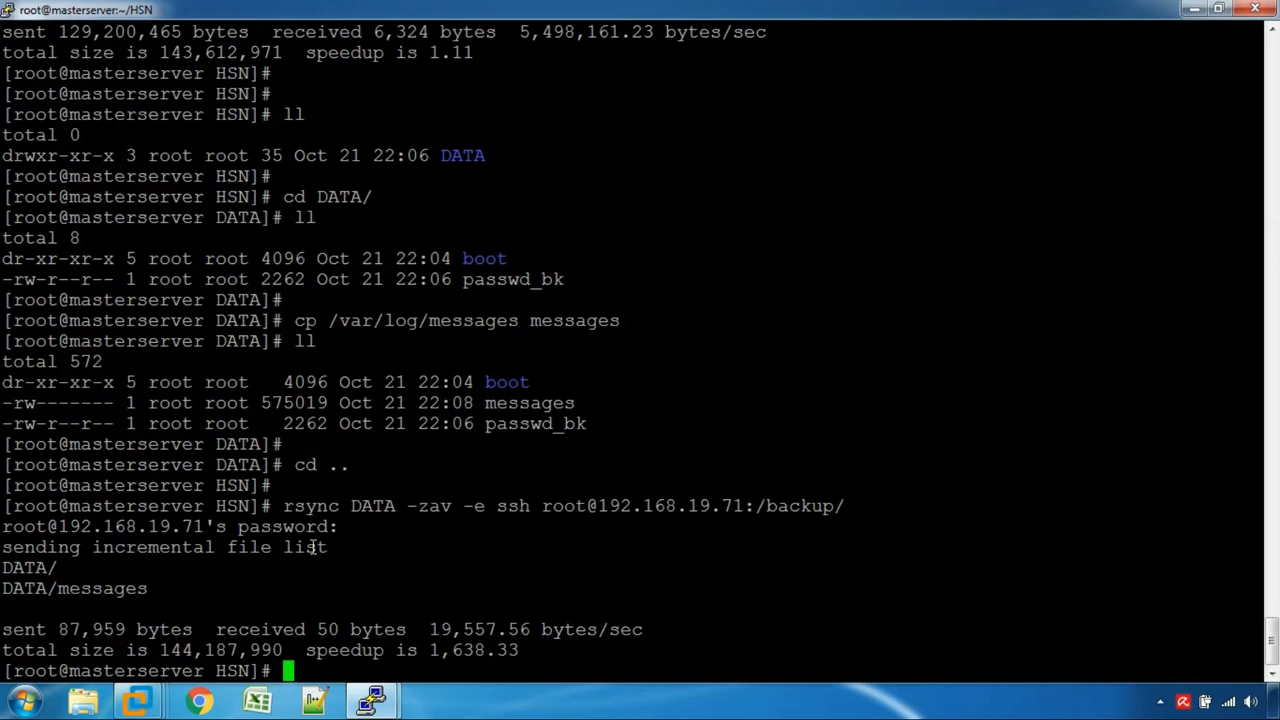 root@masterserver:~/HSN
sent 129,200,465 bytes  received 6,324 bytes  5,498,161.23 bytes/sec
total size is 143,612,971  speedup is 1.11
[root@masterserver HSN]#
[root@masterserver HSN]#
[root@masterserver HSN]# ll
total 0
drwxr-xr-x 3 root root 35 Oct 21 22:06 DATA
[root@masterserver HSN]#
[root@masterserver HSN]# cd DATA/
[root@masterserver DATA]# ll
total 8
dr-xr-xr-x 5 root root 4096 Oct 21 22:04 boot
-rw-r--r-- 1 root root 2262 Oct 21 22:06 passwd_bk
[root@masterserver DATA]#
[root@masterserver DATA]# cp /var/log/messages messages
[root@masterserver DATA]# ll
total 572
dr-xr-xr-x 5 root root   4096 Oct 21 22:04 boot
-rw------- 1 root root 575019 Oct 21 22:08 messages
-rw-r--r-- 1 root root   2262 Oct 21 22:06 passwd_bk
[root@masterserver DATA]#
[root@masterserver DATA]# cd ..
[root@masterserver HSN]#
[root@masterserver HSN]# rsync DATA -zav -e ssh root@192.168.19.71:/backup/
root@192.168.19.71's password:
sending incremental file list
DATA/
DATA/messages
sent 87,959 bytes  received 50 bytes  19,557.56 bytes/sec
total size is 144,187,990  speedup is 1,638.33
[root@masterserver HSN]#